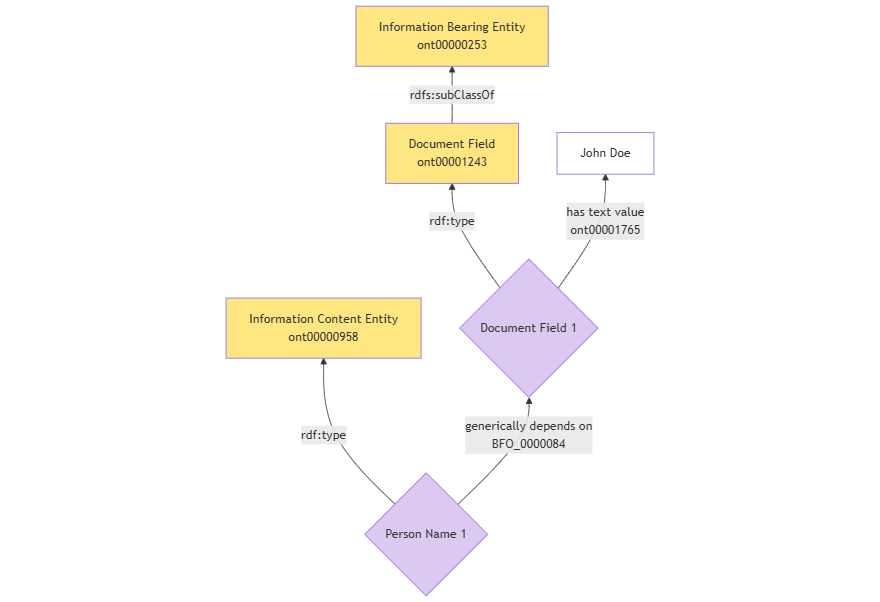 Information Bearing Entity
ont00000253
rdfs:subClassOf
Document Field
ont00001243
John Doe
rdf:type
has text value
ont00001765
Information Content Entity
ont00000958
Document Field 1
rdf:type
generically depends on
BFO_0000084
Person Name 1